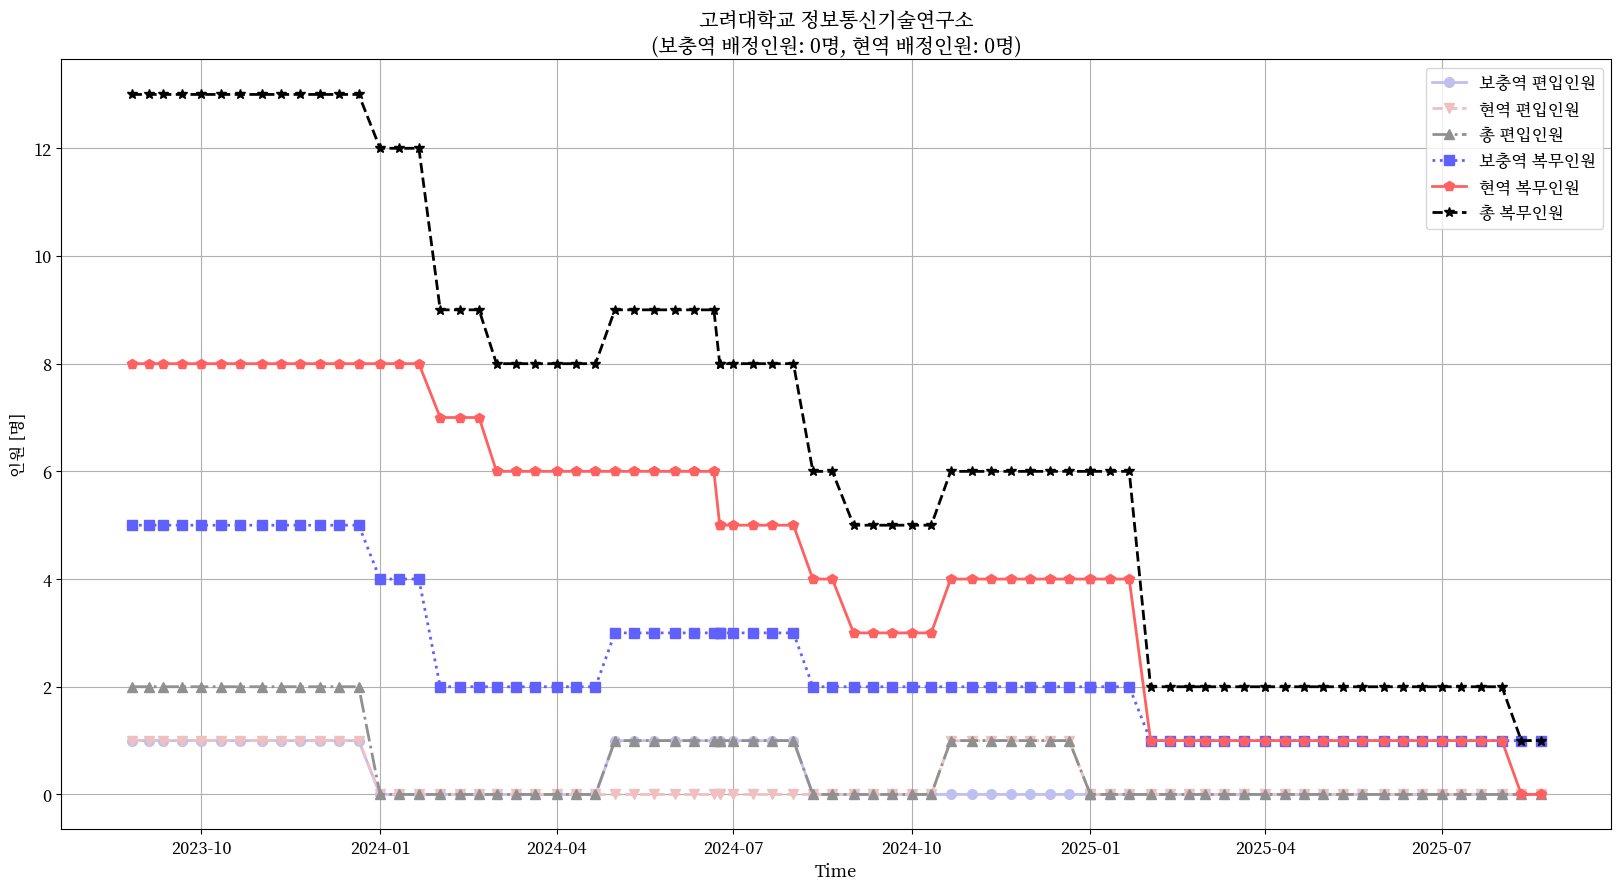 고려대학교 정보통신기술연구소
(보충역 배정인원: 0명, 현역 배정인원: 0명)
보충역 편입인원
현역 편입인원
총 편입인원
보충역 복무인원
현역 복무인원
총 복무인원
인원 [명]
12
10
8
6
4
2
0
2023-10
2024-01
2024-04
2024-07
2024-10
2025-01
2025-04
2025-07
Time